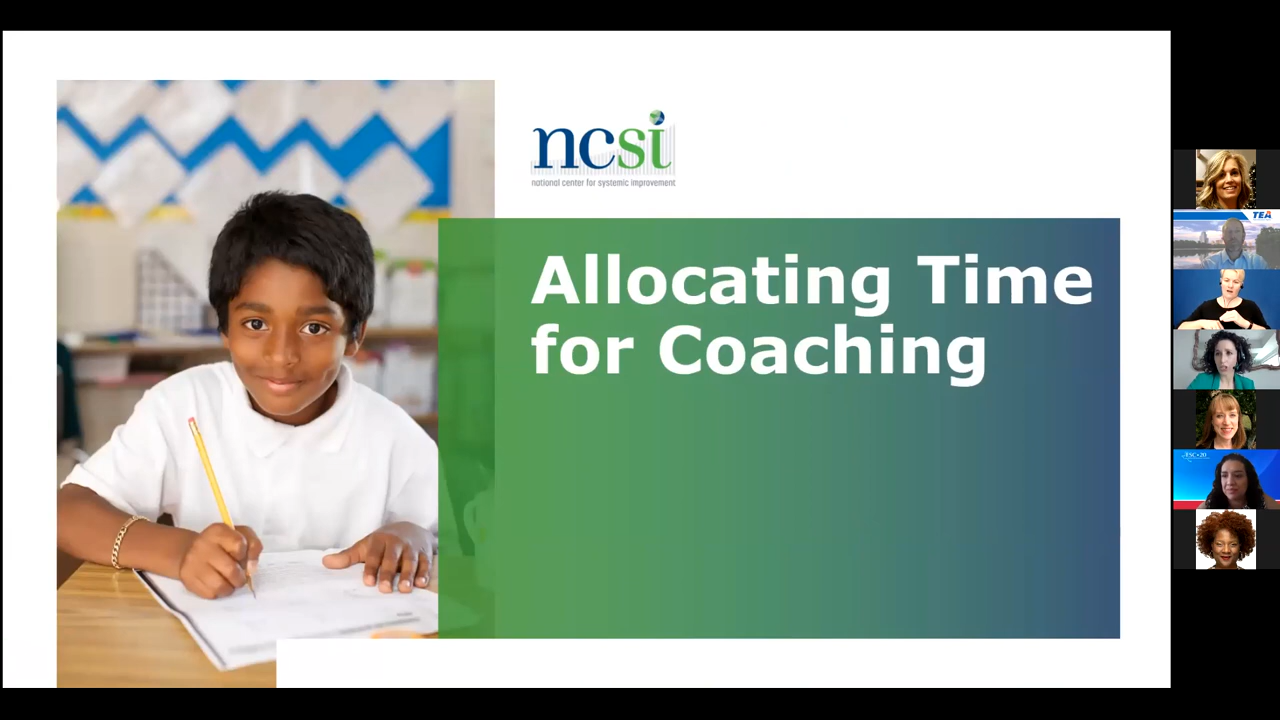 ncsi
national center for systemic improvement
Allocating Time
for Coaching
TEA